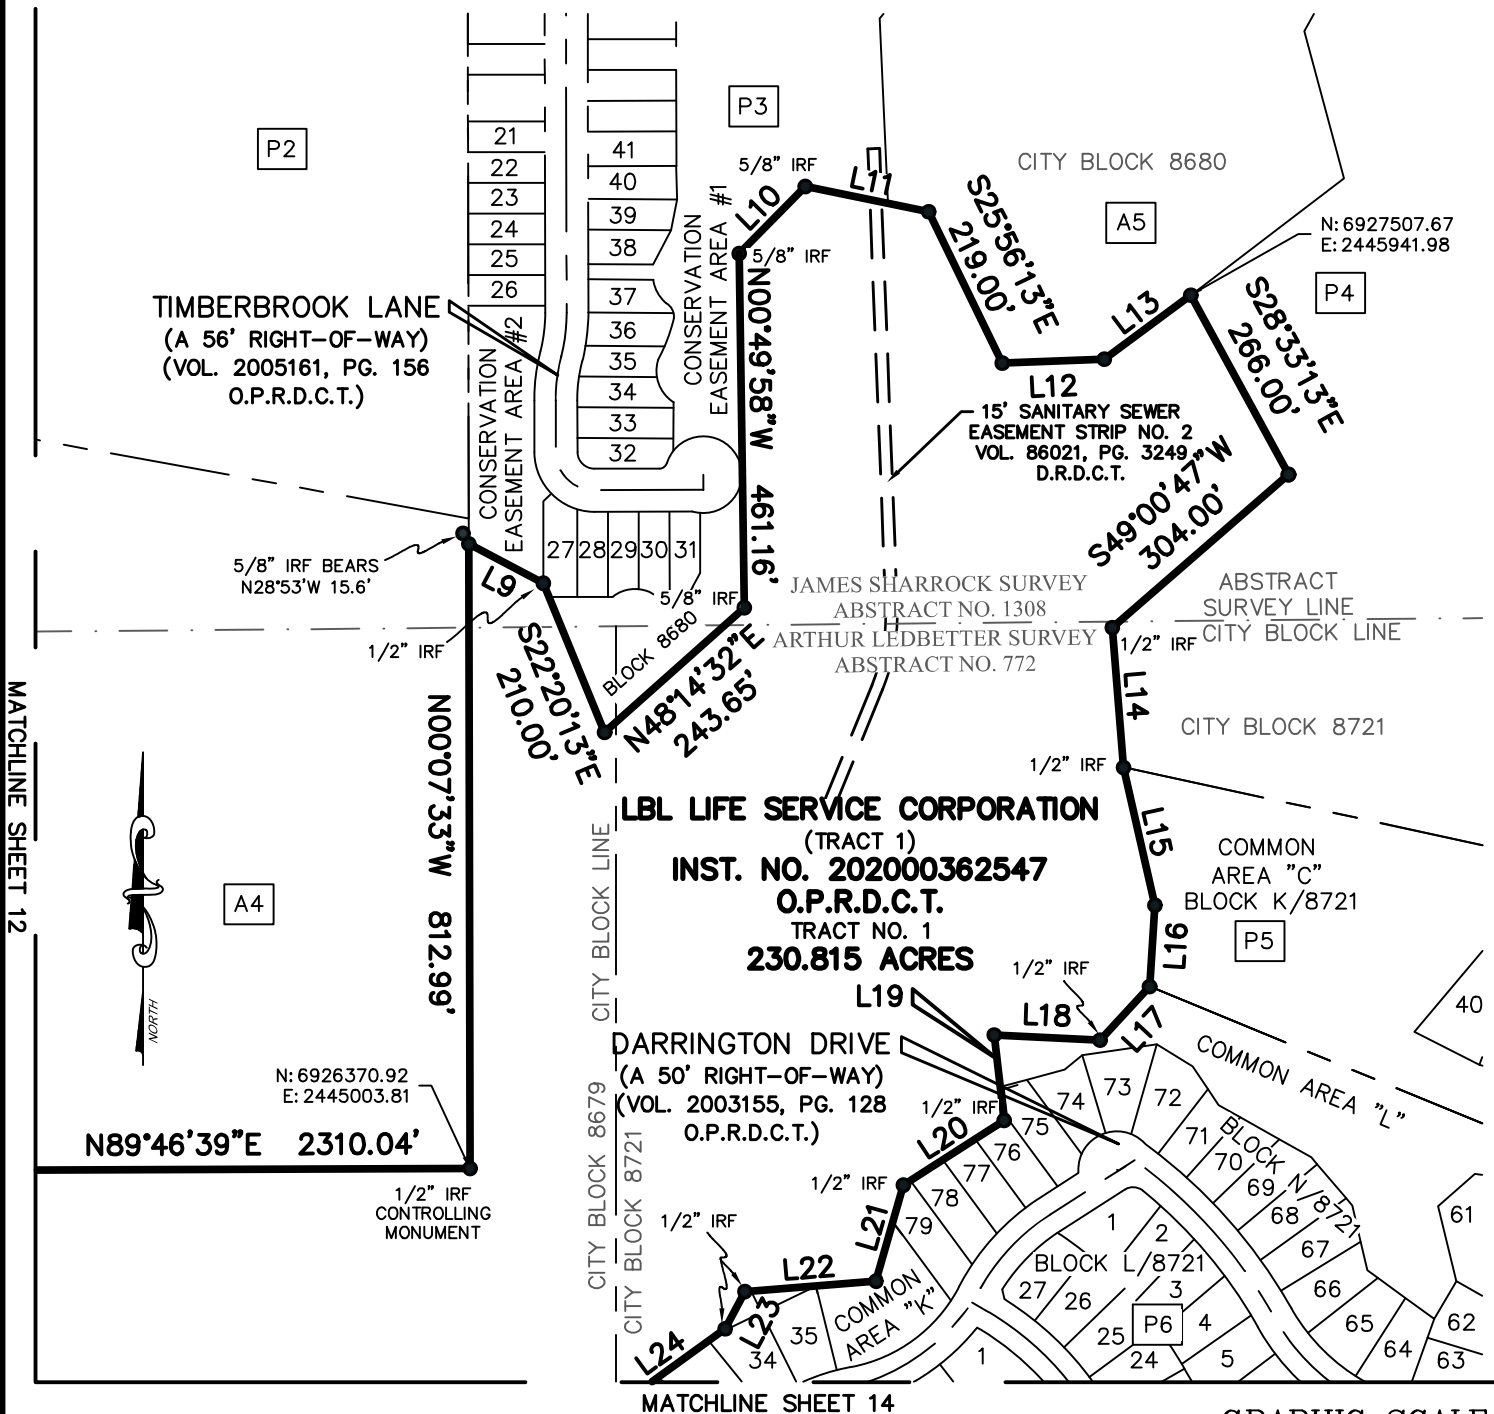 P2
P3
21
22
23
24
25
26
41
40
39
38
37
36
35
34
33
32
27
28
29
30
31
CONSERVATION
EASEMENT AREA #1
CONSERVATION
EASEMENT AREA #2
TIMBERBROOK LANE
(A 56' RIGHT-OF-WAY)
(VOL. 2005161, PG. 156
O.P.R.D.C.T.)
5/8" IRF
L10
5/8" IRF
L11
CITY BLOCK 8680
A5
N: 6927507.67
E: 2445941.98
P4
S25°56'13"E
219.00'
L12
L13
S28°33'13"E
266.00'
N00°49'58"W 461.16'
15' SANITARY SEWER
EASEMENT STRIP NO. 2
VOL. 86021, PG. 3249
D.R.D.C.T.
S49°00'47"W
304.00'
5/8" IRF BEARS
N28°53'W 15.6'
L9
1/2" IRF
5/8" IRF
BLOCK 8680
S22°20'13"E
210.00'
N48°14'32"E
243.65'
JAMES SHARROCK SURVEY
ABSTRACT NO. 1308
ARTHUR LEDBETTER SURVEY
ABSTRACT NO. 772
ABSTRACT
SURVEY LINE
CITY BLOCK LINE
1/2" IRF
L14
CITY BLOCK 8721
1/2" IRF
L15
MATCHLINE SHEET 12
N00°07'33"W 812.99'
A4
NORTH
LBL LIFE SERVICE CORPORATION
(TRACT 1)
INST. NO. 202000362547
O.P.R.D.C.T.
TRACT NO. 1
230.815 ACRES
COMMON
AREA "C"
BLOCK K/8721
P5
L16
1/2" IRF
L17
L18
L19
40
COMMON AREA "L"
CITY BLOCK LINE
CITY BLOCK 8679
CITY BLOCK 8721
DARRINGTON DRIVE
(A 50' RIGHT-OF-WAY)
(VOL. 2003155, PG. 128
O.P.R.D.C.T.)
N: 6926370.92
E: 2445003.81
N89°46'39"E 2310.04'
1/2" IRF
CONTROLLING
MONUMENT
1/2" IRF
L20
1/2" IRF
L21
1/2" IRF
L22
L23
L24
74
73
72
75
76
77
78
79
71
70
69
68
67
66
65
64
63
62
61
BLOCK N/8721
1
2
BLOCK L/8721
27
26
3
25
P6
4
24
5
1
COMMON
AREA "K"
35
34
MATCHLINE SHEET 14
GRAPHIC SCALE